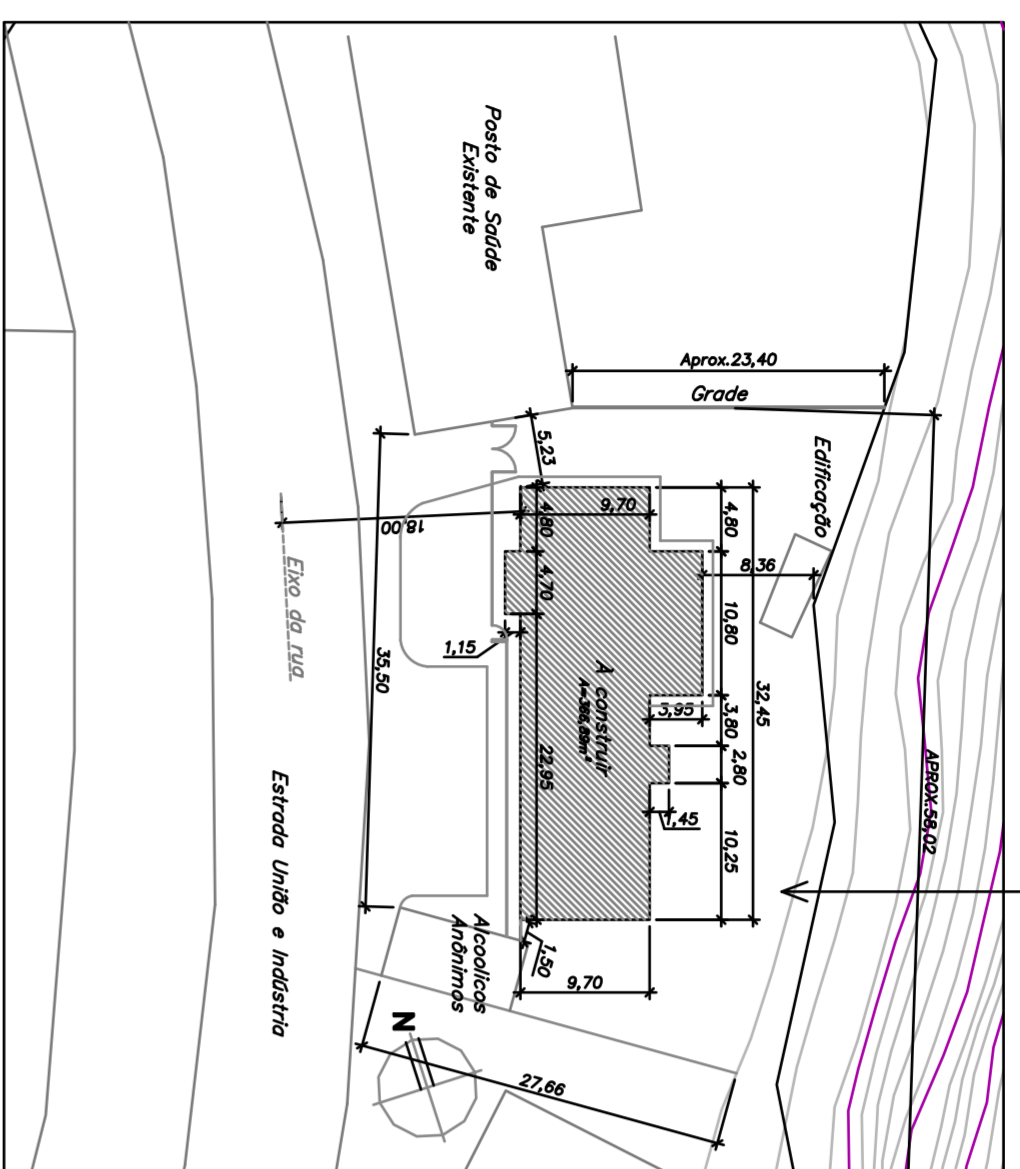 Posto de Saúde
Existente
Aprox.23,40
Grade
Edificação
5,23
4,80
9,70
4,80
8,36
18,00
4,70
10,80
Eixo da rua
1,15
35,50
32,45
3,95
3,80
A construir
A=366,89m²
22,95
2,80
1,45
10,25
APROX.58,02
Estrada União e Indústria
Alcoolicos
Anônimos
1,50
9,70
N
27,66